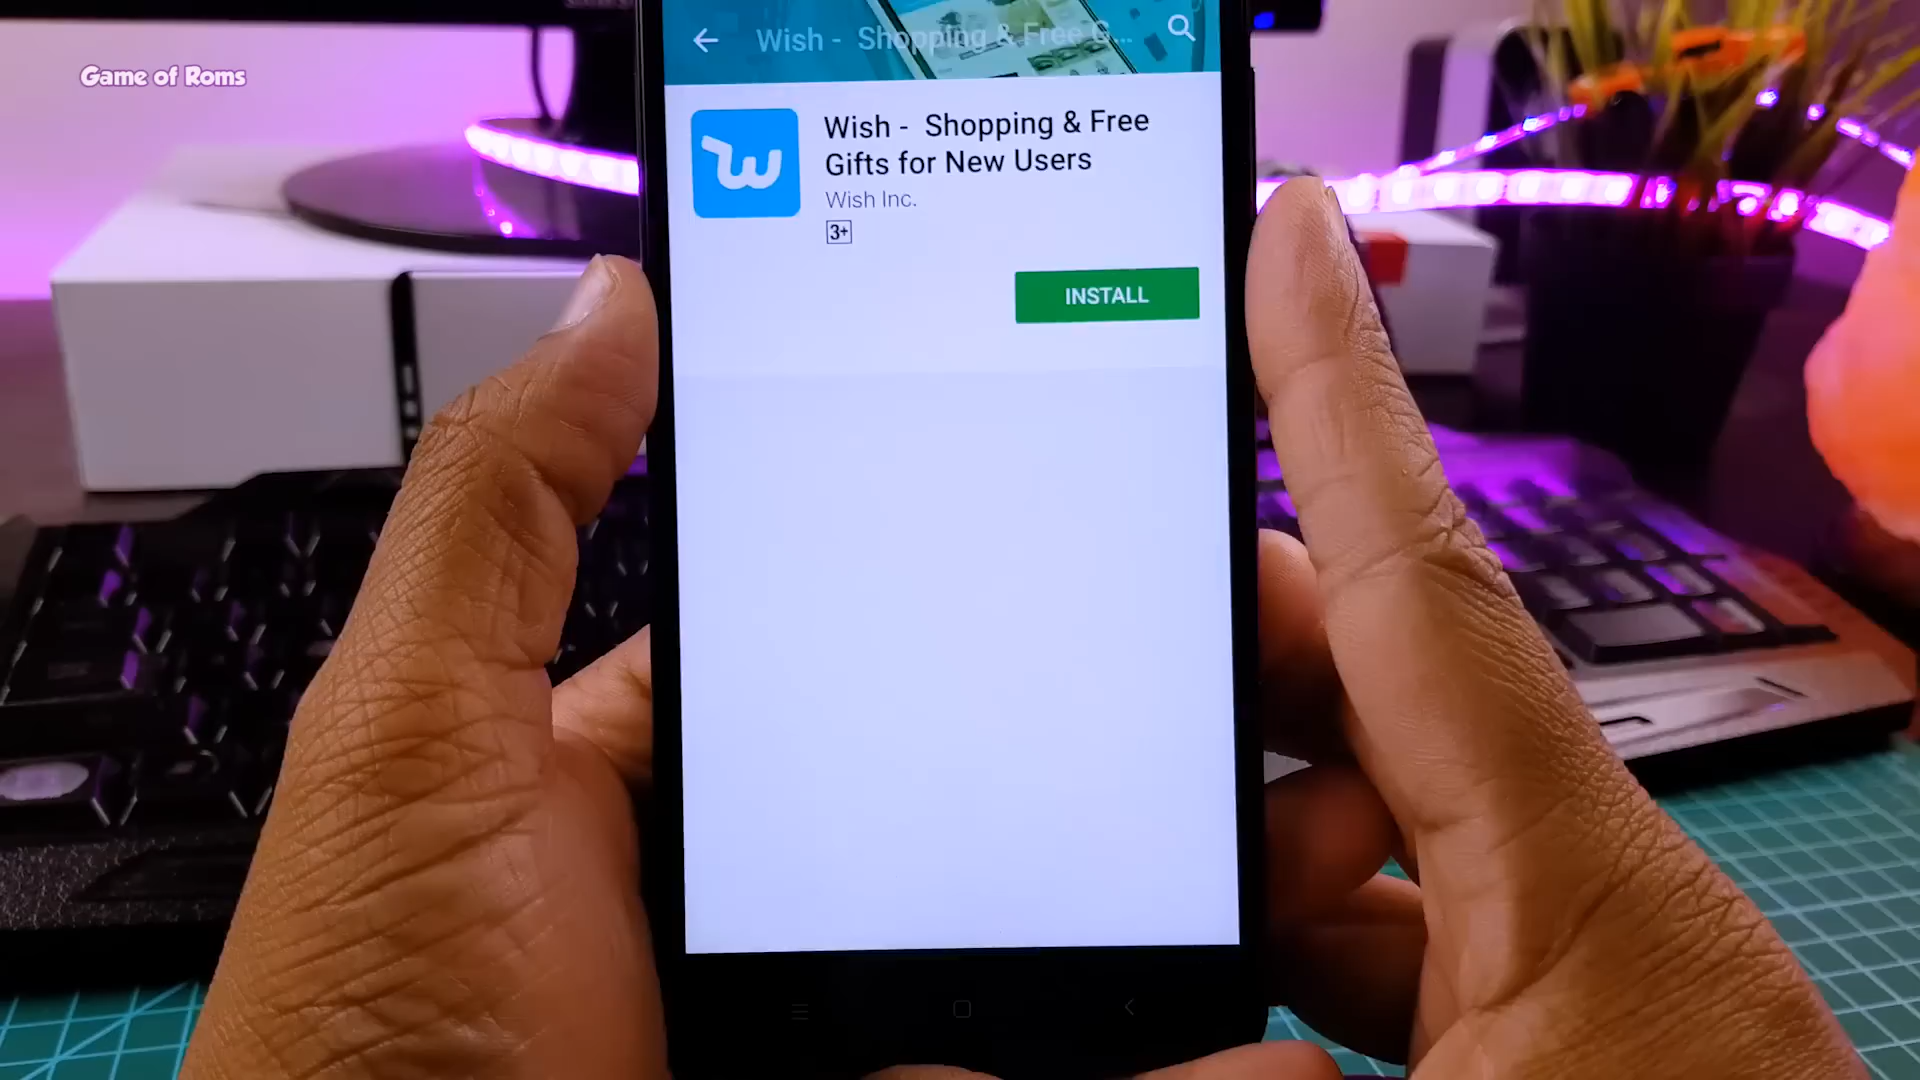 Game of Roms
Wish -  Shopping & Free G...
Wish -  Shopping & Free
Gifts for New Users
Wish Inc.
3+
INSTALL